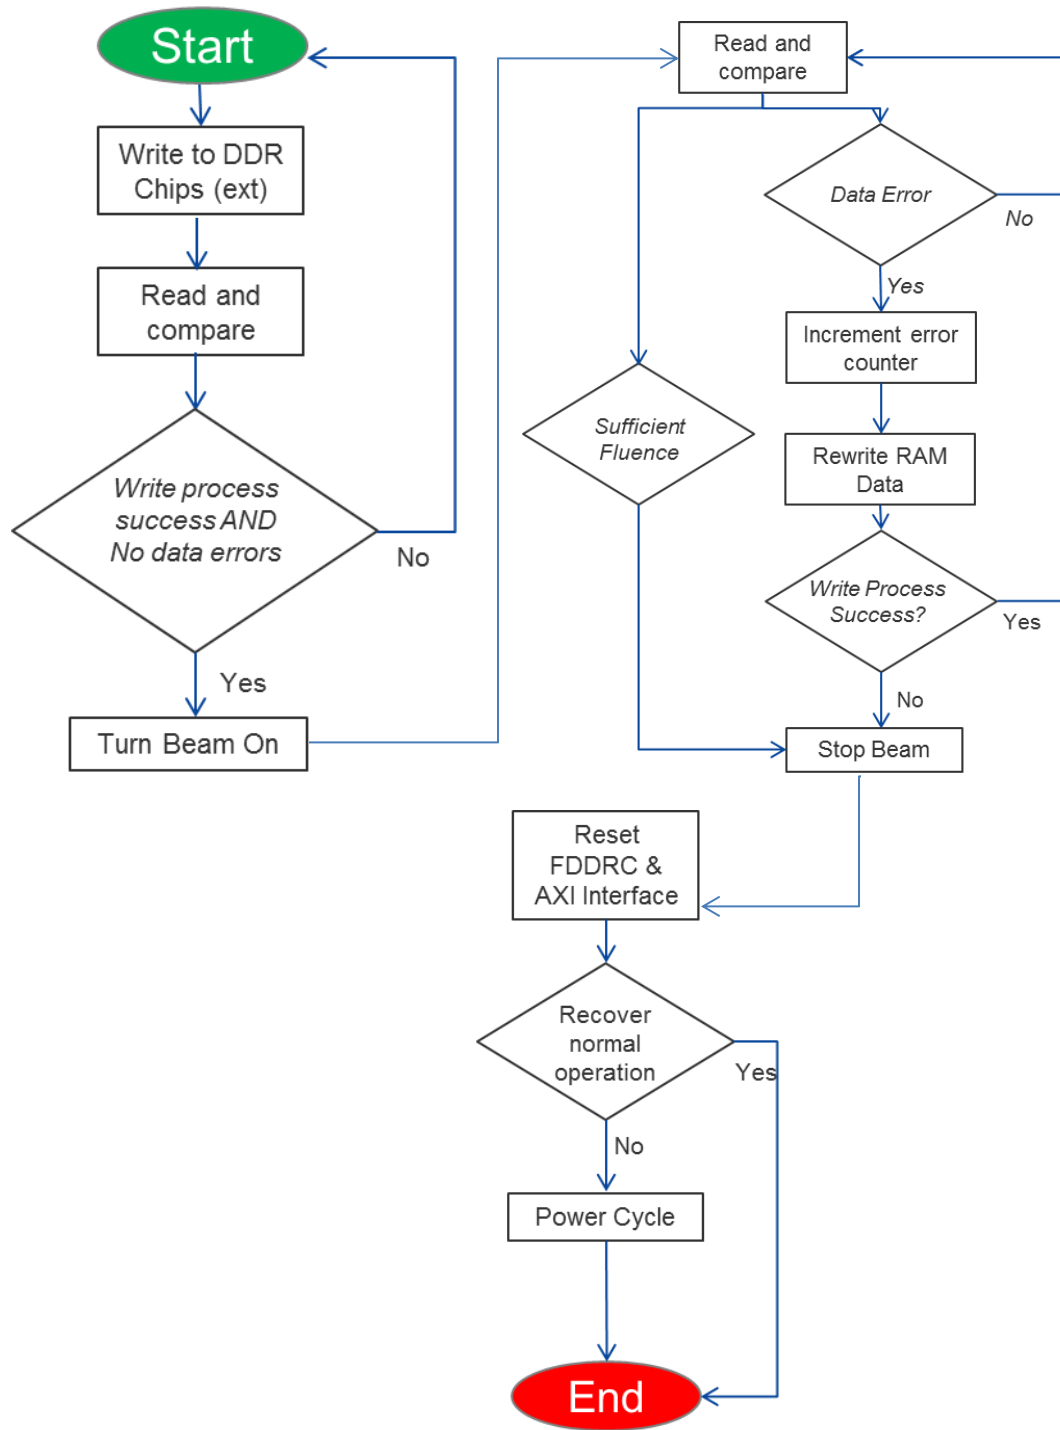 Start
Write to DDR
Chips (ext)
Read and
compare
Write process
success AND
No data errors
No
Yes
Turn Beam On
Read and
compare
Data Error
No
Yes
Increment error
counter
Sufficient
Fluence
Rewrite RAM
Data
Write Process
Success?
Yes
No
Stop Beam
Reset
FDDRC &
AXI Interface
Recover
normal
operation
Yes
No
Power Cycle
End